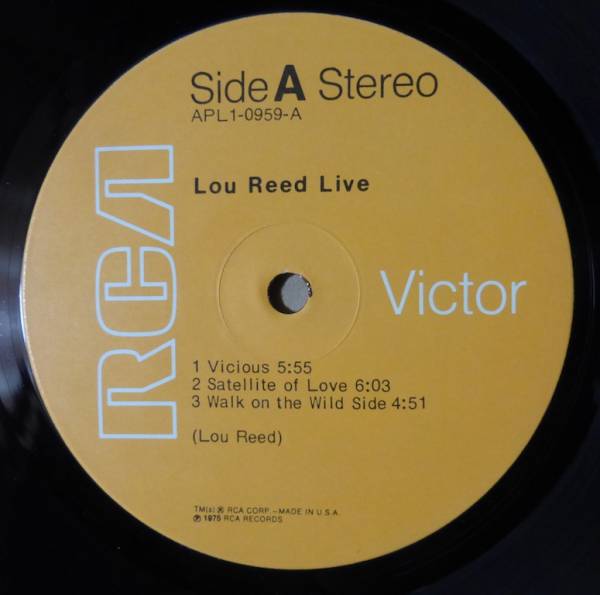 Side A Stereo
APL1-0959-A
Lou Reed Live
RCA
Victor
1 Vicious 5:55
2 Satellite of Love 6:03
3 Walk on the Wild Side 4:51
(Lou Reed)
TM(s) ® RCA CORP. – MADE IN U.S.A.
℗ 1975 RCA RECORDS